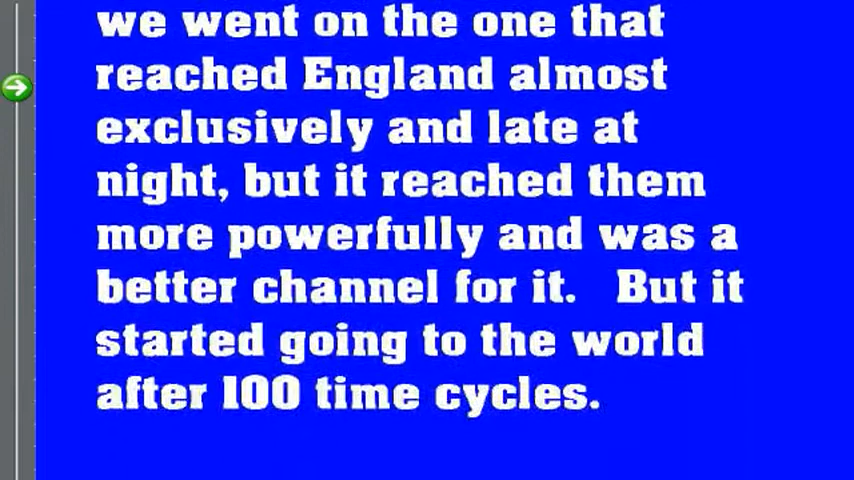 we went on the one that
reached England almost
exclusively and late at
night, but it reached them
more powerfully and was a
better channel for it.   But it
started going to the world
after 100 time cycles.